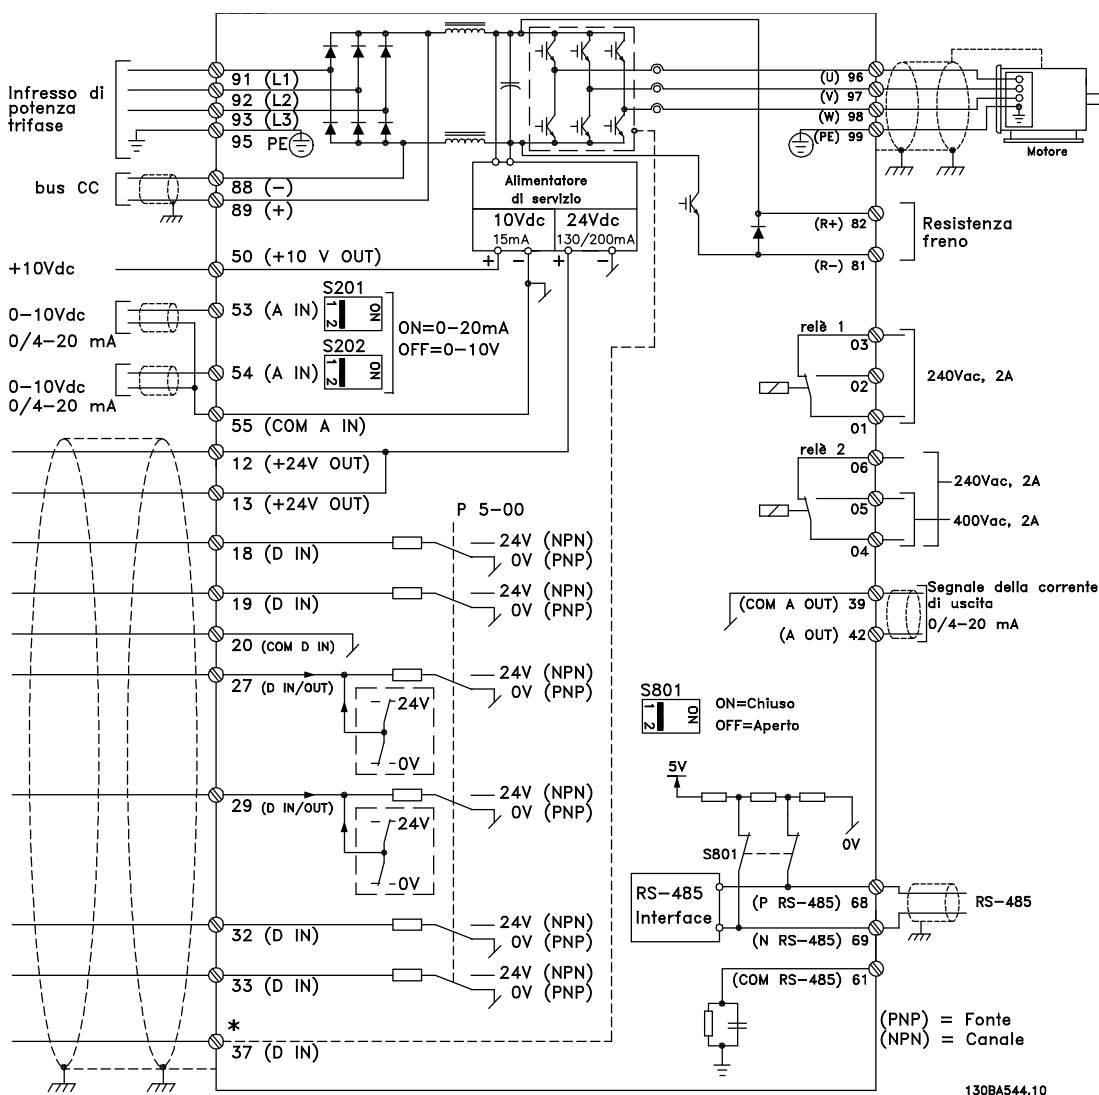 Infresso di
potenza
trifase
91 (L1)
92 (L2)
93 (L3)
95 PE
bus CC
88 (−)
89 (+)
+10Vdc
50 (+10 V OUT)
0−10Vdc
0/4−20 mA
53 (A IN)
S201
1 2
ON
ON=0−20mA
OFF=0−10V
S202
1 2
ON
0−10Vdc
0/4−20 mA
54 (A IN)
55 (COM A IN)
12 (+24V OUT)
13 (+24V OUT)
Alimentatore
di servizio
10Vdc
15mA
24Vdc
130/200mA
+ − + −
(U) 96
(V) 97
(W) 98
(PE) 99
Motore
(R+) 82
(R−) 81
Resistenza
freno
relè 1
03
02
01
240Vac, 2A
relè 2
06
05
04
240Vac, 2A
400Vac, 2A
P 5−00
18 (D IN)
24V (NPN)
0V (PNP)
19 (D IN)
24V (NPN)
0V (PNP)
20 (COM D IN)
27 (D IN/OUT)
24V (NPN)
0V (PNP)
24V
0V
29 (D IN/OUT)
24V (NPN)
0V (PNP)
24V
0V
32 (D IN)
24V (NPN)
0V (PNP)
33 (D IN)
24V (NPN)
0V (PNP)
*
37 (D IN)
(COM A OUT) 39
(A OUT) 42
Segnale della corrente
di uscita
0/4−20 mA
S801
1 2
ON
ON=Chiuso
OFF=Aperto
5V
0V
S801
RS−485
Interface
(P RS−485) 68
(N RS−485) 69
(COM RS−485) 61
RS−485
(PNP) = Fonte
(NPN) = Canale
130BA544.10